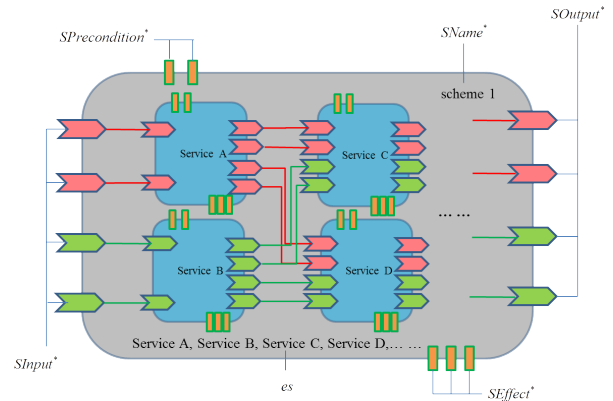 SOutput*
SPrecondition*
SName*
scheme 1
Service A
Service C
... ...
Service B
Service D
Service A, Service B, Service C, Service D,... ...
SInput*
es
SEffect*